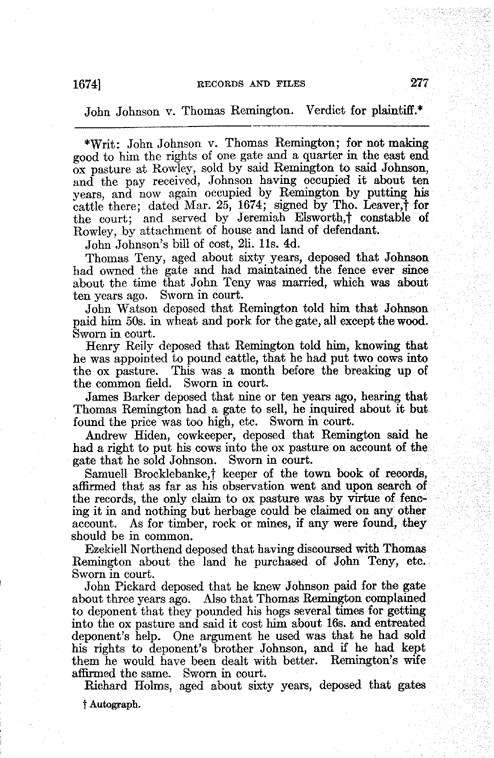 1674] RECORDS AND FILES 277
John Johnson v. Thomas Remington. Verdict for plaintiff.*
*Writ: John Johnson v. Thomas Remington; for not making
good to him the rights of one gate and a quarter in the east end
ox pasture at Rowley, sold by said Remington to said Johnson,
and the pay received, Johnson having occupied it about ten
years, and now again occupied by Remington by putting his
cattle there; dated Mar. 25, 1674; signed by Tho. Leaver,† for
the court; and served by Jeremiah Elsworth,† constable of
Rowley, by attachment of house and land of defendant.
John Johnson's bill of cost, 2li. 11s. 4d.
Thomas Teny, aged about sixty years, deposed that Johnson
had owned the gate and had maintained the fence ever since
about the time that John Teny was married, which was about
ten years ago. Sworn in court.
John Watson deposed that Remington told him that Johnson
paid him 50s. in wheat and pork for the gate, all except the wood.
Sworn in court.
Henry Reily deposed that Remington told him, knowing that
he was appointed to pound cattle, that he had put two cows into
the ox pasture. This was a month before the breaking up of
the common field. Sworn in court.
James Barker deposed that nine or ten years ago, hearing that
Thomas Remington had a gate to sell, he inquired about it but
found the price was too high, etc. Sworn in court.
Andrew Hiden, cowkeeper, deposed that Remington said he
had a right to put his cows into the ox pasture on account of the
gate that he sold Johnson. Sworn in court.
Samuell Brocklebanke,† keeper of the town book of records,
affirmed that as far as his observation went and upon search of
the records, the only claim to ox pasture was by virtue of fenc-
ing it in and nothing but herbage could be claimed on any other
account. As for timber, rock or mines, if any were found, they
should be in common.
Ezekiell Northend deposed that having discoursed with Thomas
Remington about the land he purchased of John Teny, etc.
Sworn in court.
John Pickard deposed that he knew Johnson paid for the gate
about three years ago. Also that Thomas Remington complained
to deponent that they pounded his hogs several times for getting
into the ox pasture and said it cost him about 16s. and entreated
deponent's help. One argument he used was that he had sold
his rights to deponent's brother Johnson, and if he had kept
them he would have been dealt with better. Remington's wife
affirmed the same. Sworn in court.
Richard Holms, aged about sixty years, deposed that gates
† Autograph.